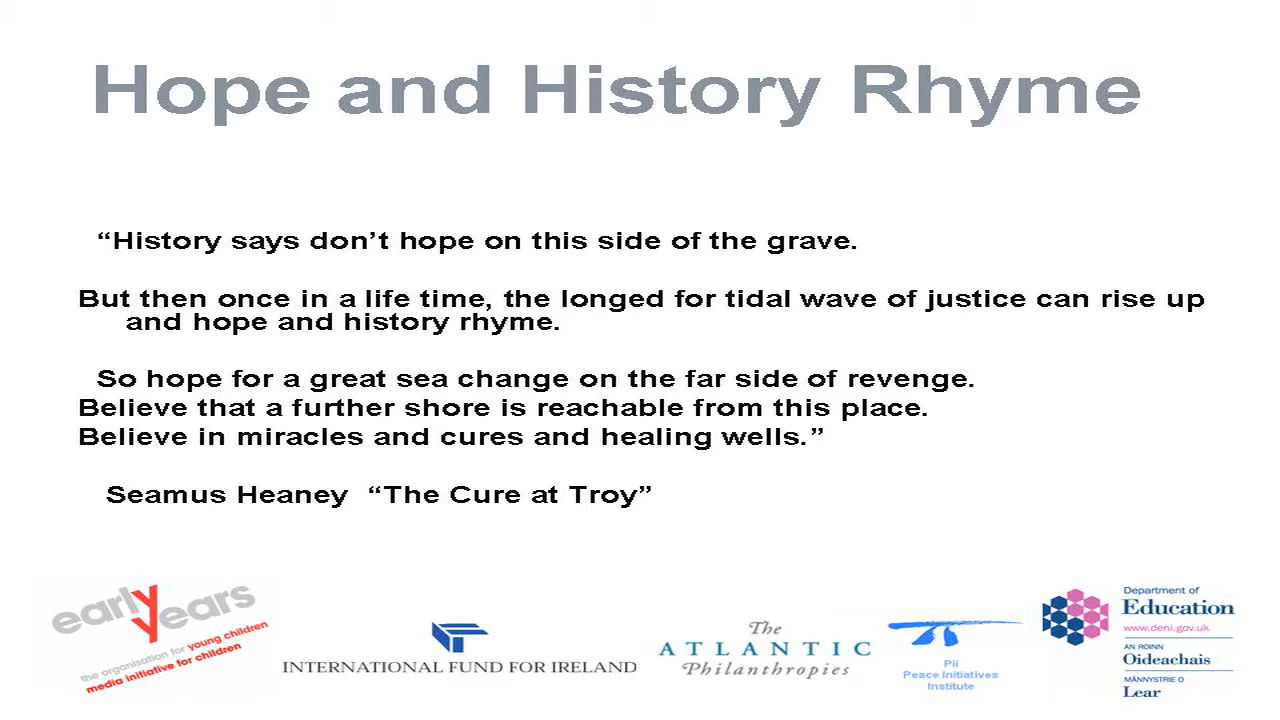 Hope and History Rhyme
“History says don’t hope on this side of the grave.
But then once in a life time, the longed for tidal wave of justice can rise up
and hope and history rhyme.
So hope for a great sea change on the far side of revenge.
Believe that a further shore is reachable from this place.
Believe in miracles and cures and healing wells.”
Seamus Heaney “The Cure at Troy”
early years
the organisation for young children
media initiative for children
INTERNATIONAL FUND FOR IRELAND
The
ATLANTIC
Philanthropies
Pii
Peace Initiatives
Institute
Department of
Education
www.deni.gov.uk
AN ROINN
Oideachais
MÄNNYSTRIE O
Lear